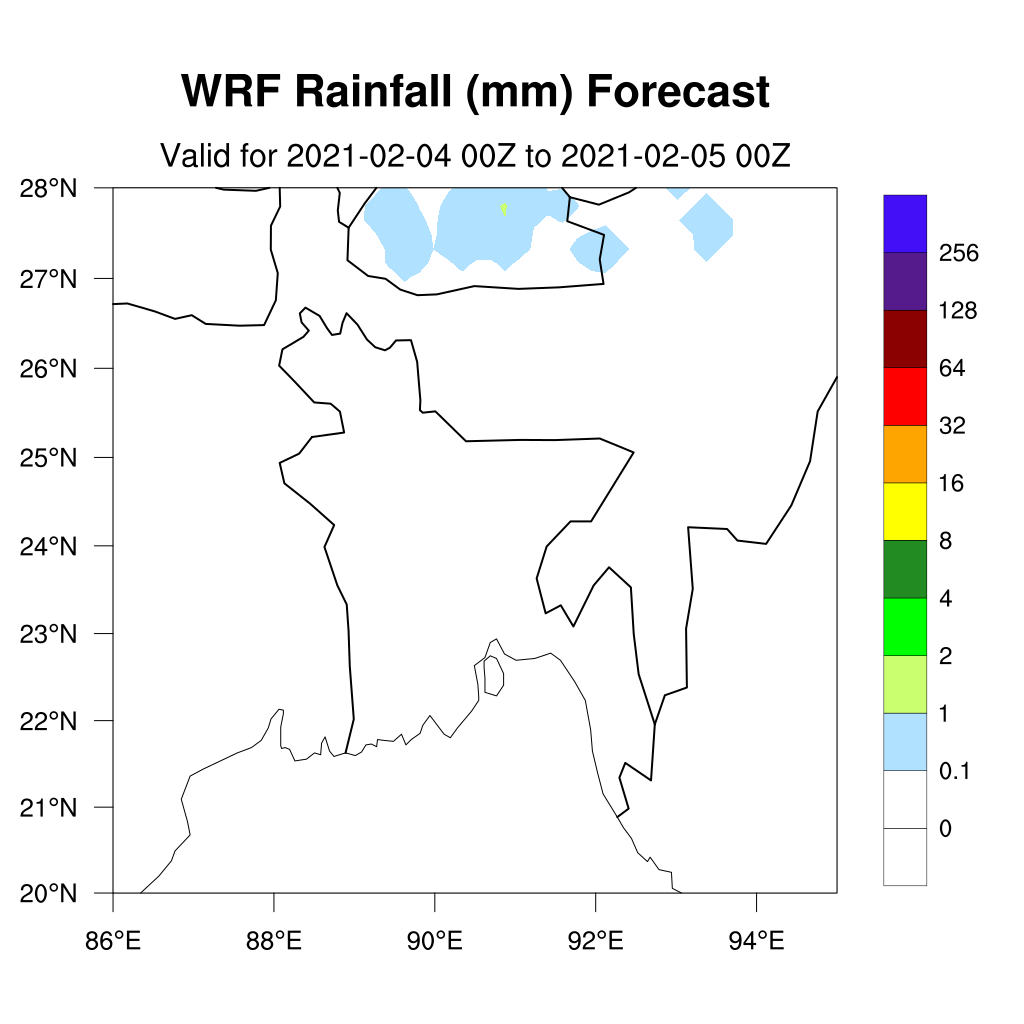 WRF Rainfall (mm) Forecast
Valid for 2021-02-04 00Z to 2021-02-05 00Z
28°N
27°N
26°N
25°N
24°N
23°N
22°N
21°N
20°N
86°E 88°E 90°E 92°E 94°E
256
128
64
32
16
8
4
2
1
0.1
0